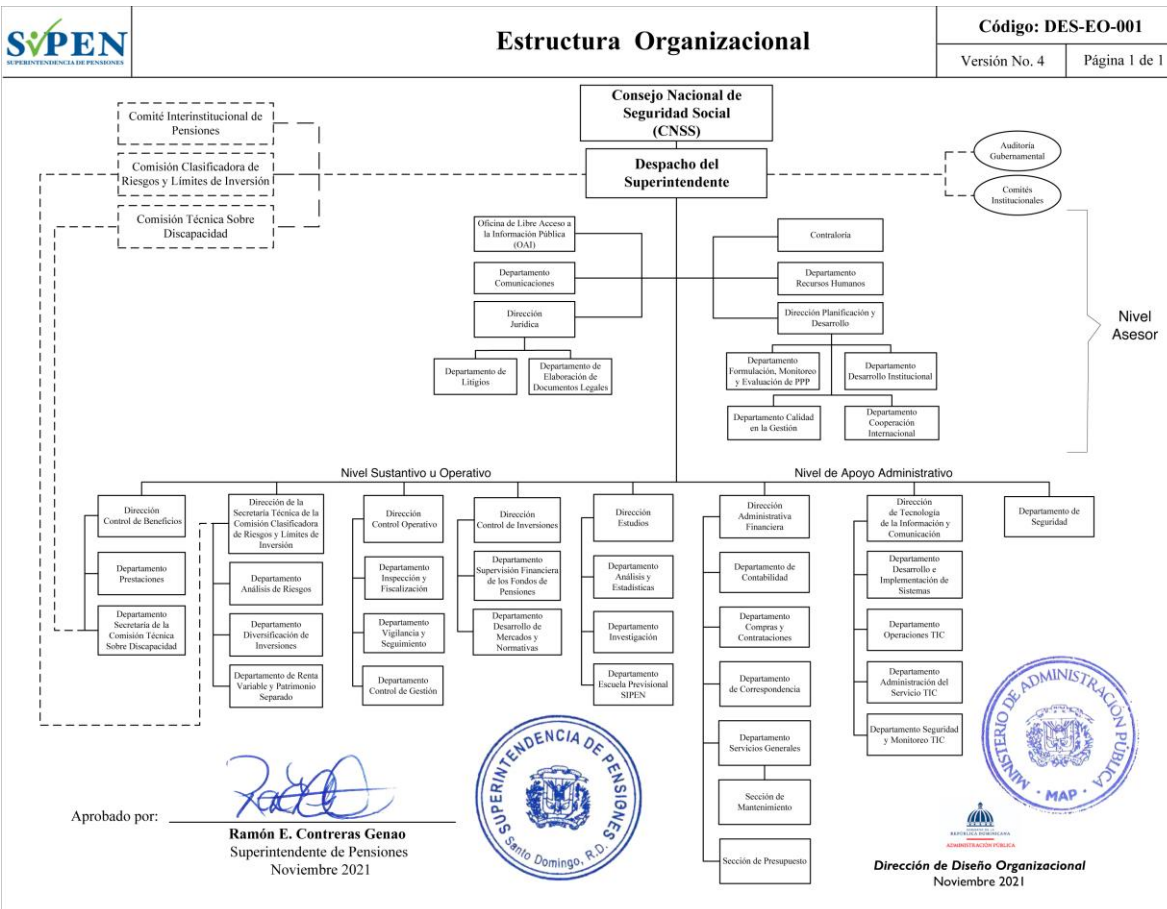 SIPEN
SUPERINTENDENCIA DE PENSIONES
Estructura Organizacional
Código: DES-EO-001
Versión No. 4
Página 1 de 1
Consejo Nacional de
Seguridad Social
(CNSS)
Despacho del
Superintendente
Comité Interinstitucional de
Pensiones
Comisión Clasificadora de
Riesgos y Límites de Inversión
Comisión Técnica Sobre
Discapacidad
Auditoría
Gubernamental
Comités
Institucionales
Oficina de Libre Acceso a
la Información Pública
(OAI)
Departamento
Comunicaciones
Dirección
Jurídica
Departamento de
Litigios
Departamento de
Elaboración de
Documentos Legales
Contraloría
Departamento
Recursos Humanos
Dirección Planificación y
Desarrollo
Departamento
Formulación, Monitoreo
y Evaluación de PPP
Departamento
Desarrollo Institucional
Departamento Calidad
en la Gestión
Departamento
Cooperación
Internacional
Nivel
Asesor
Nivel Sustantivo u Operativo
Nivel de Apoyo Administrativo
Dirección
Control de Beneficios
Departamento
Prestaciones
Departamento
Secretaría de la
Comisión Técnica
Sobre Discapacidad
Dirección de la
Secretaría Técnica de la
Comisión Clasificadora
de Riesgos y Límites de
Inversión
Departamento
Análisis de Riesgos
Departamento
Diversificación de
Inversiones
Departamento de Renta
Variable y Patrimonio
Separado
Dirección
Control Operativo
Departamento
Inspección y
Fiscalización
Departamento
Vigilancia y
Seguimiento
Departamento
Control de Gestión
Dirección
Control de Inversiones
Departamento
Supervisión Financiera
de los Fondos de
Pensiones
Departamento
Desarrollo de
Mercados y
Normativas
Dirección
Estudios
Departamento
Análisis y
Estadísticas
Departamento
Investigación
Departamento
Escuela Previsional
SIPEN
Dirección
Administrativa
Financiera
Departamento de
Contabilidad
Departamento
Compras y
Contrataciones
Departamento
de Correspondencia
Departamento
Servicios Generales
Sección de
Mantenimiento
Sección de Presupuesto
Dirección
de Tecnología
de la Información y
Comunicación
Departamento
Desarrollo e
Implementación de
Sistemas
Departamento
Operaciones TIC
Departamento
Administración del
Servicio TIC
Departamento Seguridad
y Monitoreo TIC
Departamento de
Seguridad
Aprobado por:
Ramón E. Contreras Genao
Superintendente de Pensiones
Noviembre 2021
SUPERINTENDENCIA DE PENSIONES
Santo Domingo, R.D.
MINISTERIO DE ADMINISTRACIÓN PÚBLICA
MAP
REPÚBLICA DOMINICANA
ADMINISTRACIÓN PÚBLICA
Dirección de Diseño Organizacional
Noviembre 2021